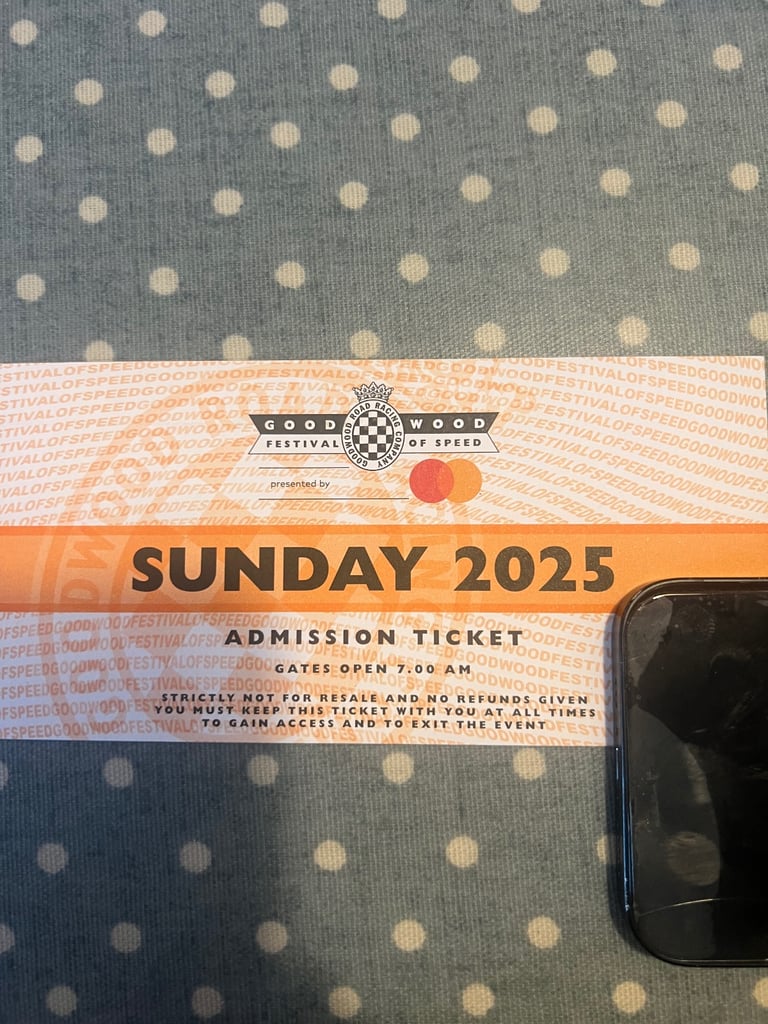 GOOD WOOD
FESTIVAL OF SPEED
GOODWOOD ROAD RACING COMPANY
presented by
SUNDAY 2025
ADMISSION TICKET
GATES OPEN 7.00 AM
STRICTLY NOT FOR RESALE AND NO REFUNDS GIVEN
YOU MUST KEEP THIS TICKET WITH YOU AT ALL TIMES
TO GAIN ACCESS AND TO EXIT THE EVENT